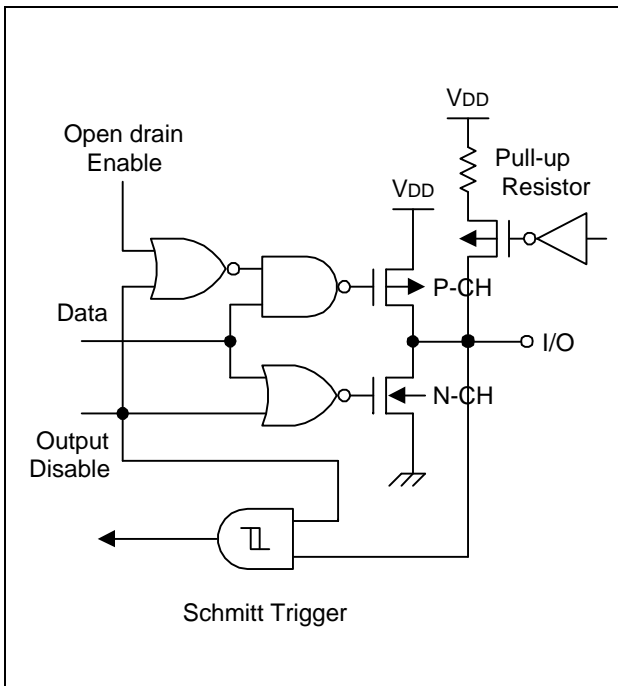 VDD
Open drain
Enable
Pull-up
Resistor
VDD
P-CH
Data
I/O
N-CH
Output
Disable
Schmitt Trigger